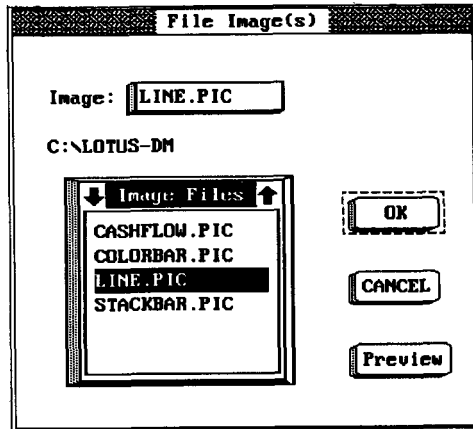 File Image(s)
Image: LINE.PIC
C:\LOTUS-DM
Image Files
CASHFLOW.PIC
COLORBAR.PIC
LINE.PIC
STACKBAR.PIC
OK
CANCEL
Preview